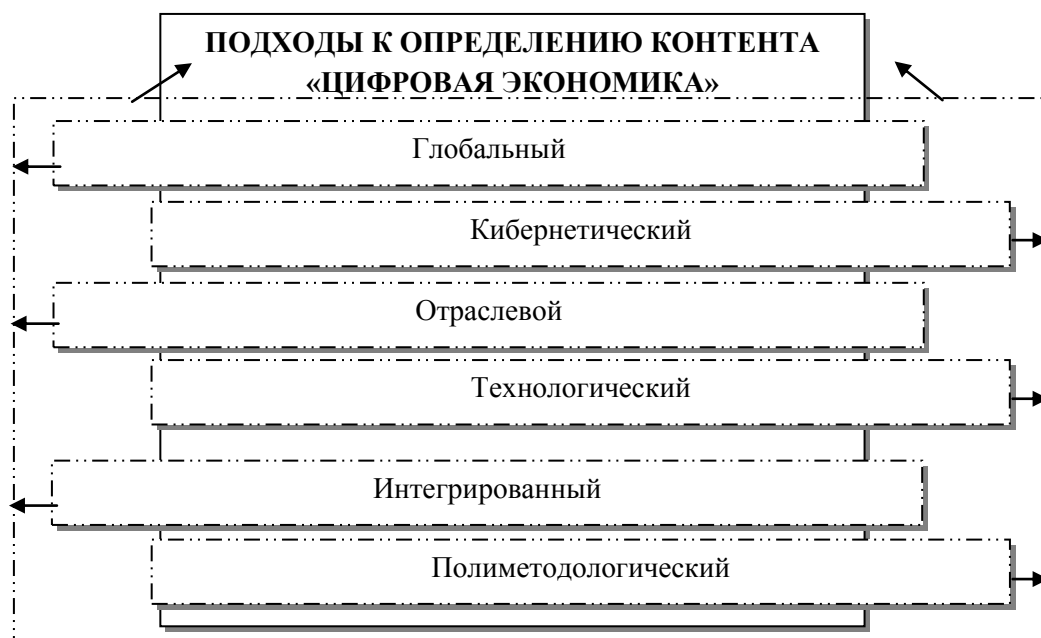 ПОДХОДЫ К ОПРЕДЕЛЕНИЮ КОНТЕНТА
«ЦИФРОВАЯ ЭКОНОМИКА»
Глобальный
Кибернетический
Отраслевой
Технологический
Интегрированный
Полиметодологический